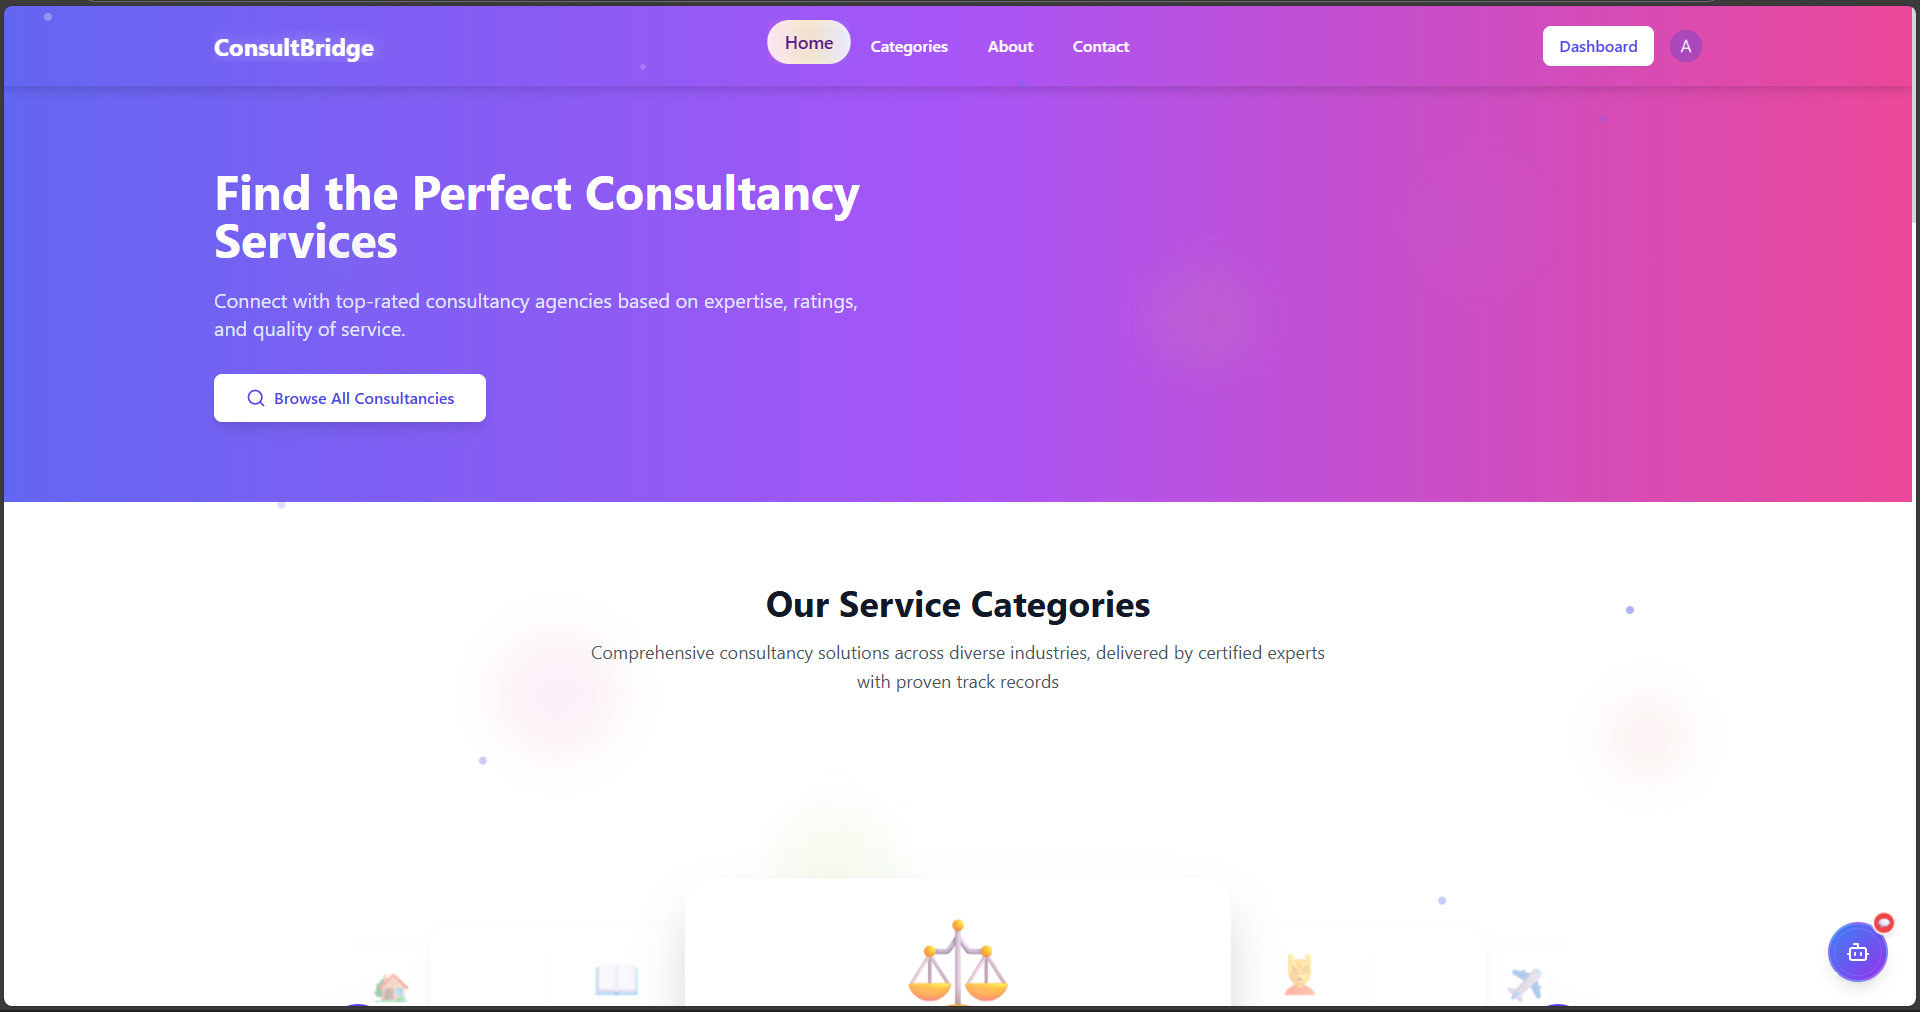 ConsultBridge
Home
Categories
About
Contact
Dashboard
A
Find the Perfect Consultancy
Services
Connect with top-rated consultancy agencies based on expertise, ratings,
and quality of service.
Browse All Consultancies
Our Service Categories
Comprehensive consultancy solutions across diverse industries, delivered by certified experts
with proven track records